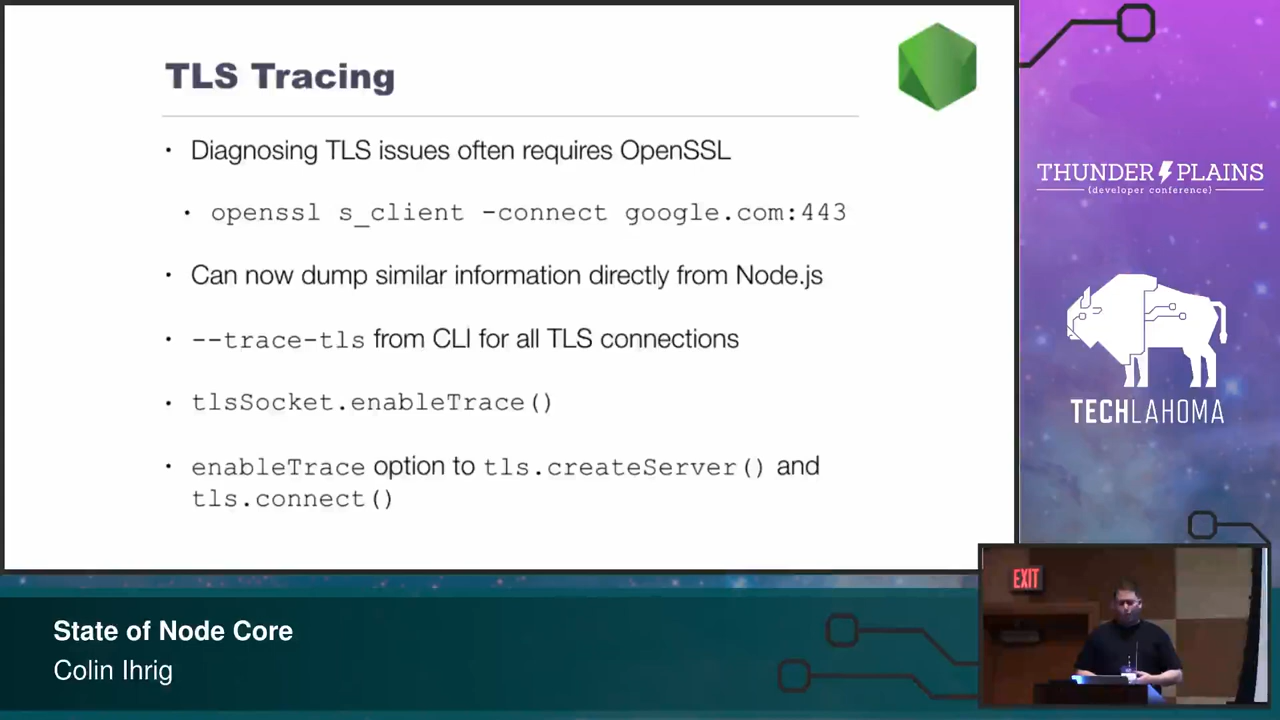 TLS Tracing
• Diagnosing TLS issues often requires OpenSSL
• openssl s_client -connect google.com:443
• Can now dump similar information directly from Node.js
• --trace-tls from CLI for all TLS connections
• tlsSocket.enableTrace()
• enableTrace option to tls.createServer() and
tls.connect()
THUNDER PLAINS
{developer conference}
TECHLAHOMA
EXIT
State of Node Core
Colin Ihrig